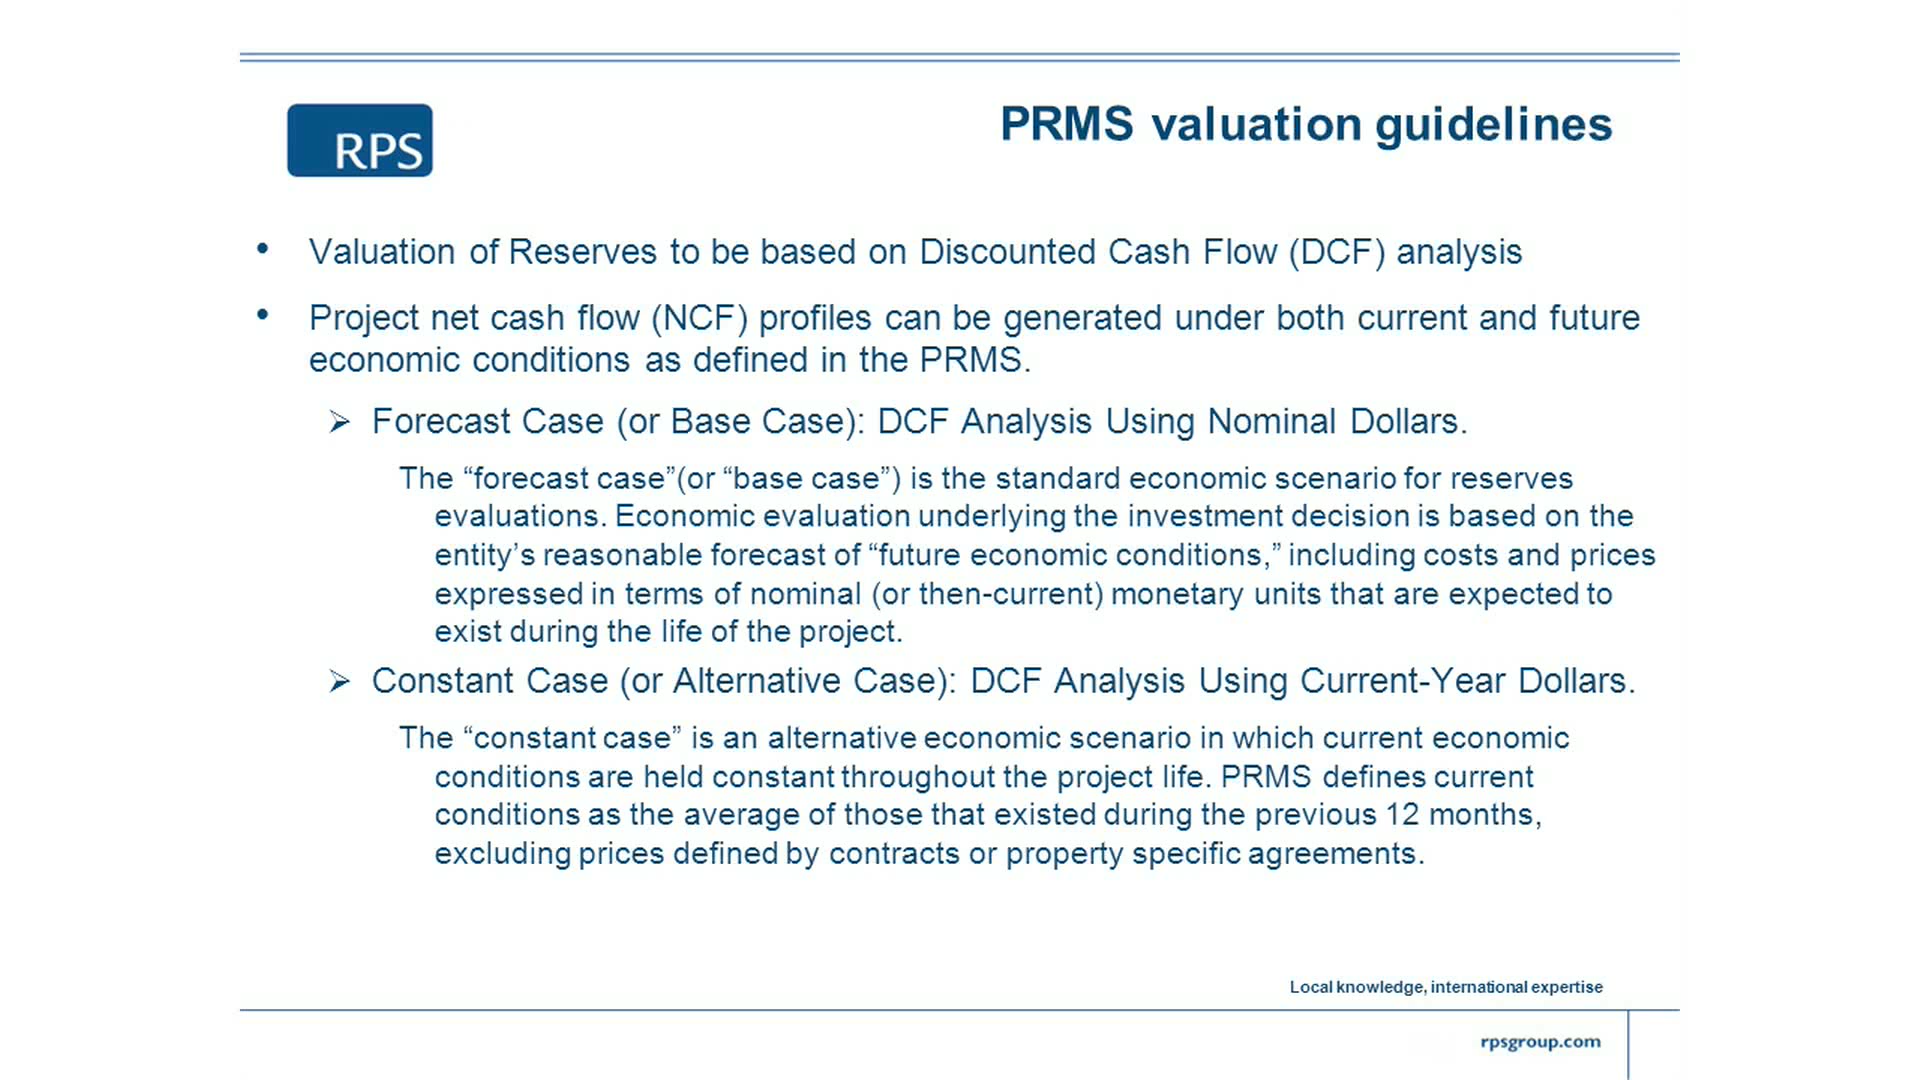 RPS
PRMS valuation guidelines
• Valuation of Reserves to be based on Discounted Cash Flow (DCF) analysis
• Project net cash flow (NCF) profiles can be generated under both current and future
economic conditions as defined in the PRMS.
➢ Forecast Case (or Base Case): DCF Analysis Using Nominal Dollars.
The “forecast case”(or “base case”) is the standard economic scenario for reserves
evaluations. Economic evaluation underlying the investment decision is based on the
entity’s reasonable forecast of “future economic conditions,” including costs and prices
expressed in terms of nominal (or then-current) monetary units that are expected to
exist during the life of the project.
➢ Constant Case (or Alternative Case): DCF Analysis Using Current-Year Dollars.
The “constant case” is an alternative economic scenario in which current economic
conditions are held constant throughout the project life. PRMS defines current
conditions as the average of those that existed during the previous 12 months,
excluding prices defined by contracts or property specific agreements.
Local knowledge, international expertise
rpsgroup.com